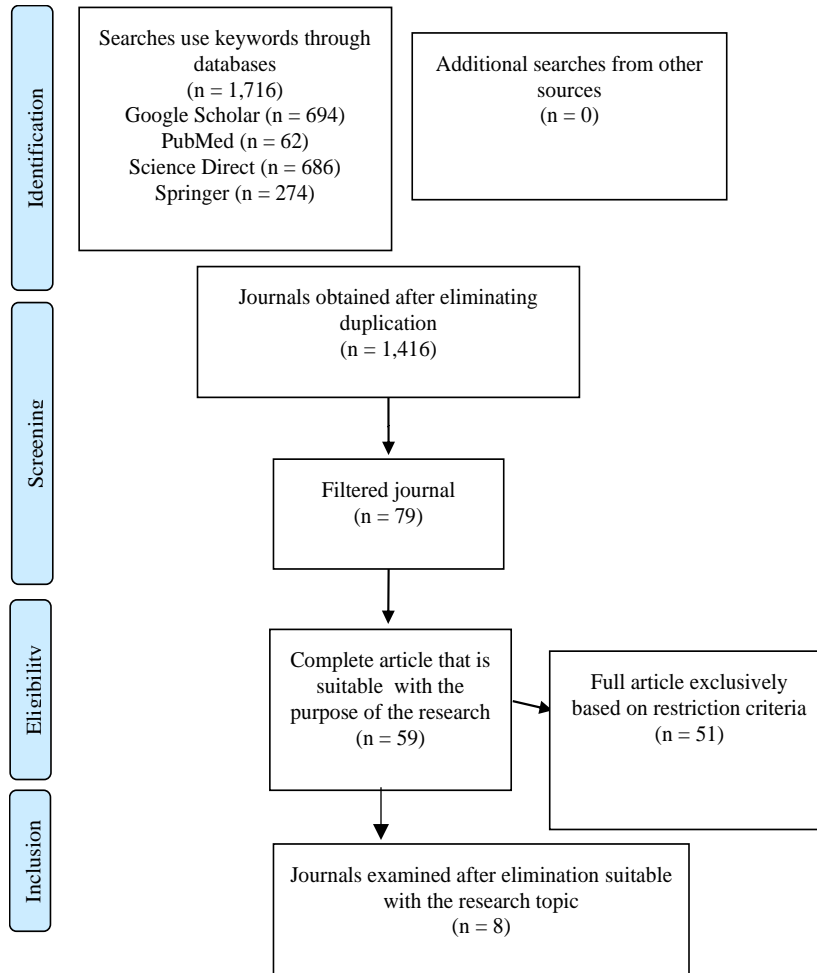 Identification
Searches use keywords through
databases
(n = 1,716)
Google Scholar (n = 694)
PubMed (n = 62)
Science Direct (n = 686)
Springer (n = 274)
Additional searches from other
sources
(n = 0)
Screening
Journals obtained after eliminating
duplication
(n = 1,416)
Filtered journal
(n = 79)
Eligibility
Complete article that is
suitable with the
purpose of the research
(n = 59)
Full article exclusively
based on restriction criteria
(n = 51)
Inclusion
Journals examined after elimination suitable
with the research topic
(n = 8)